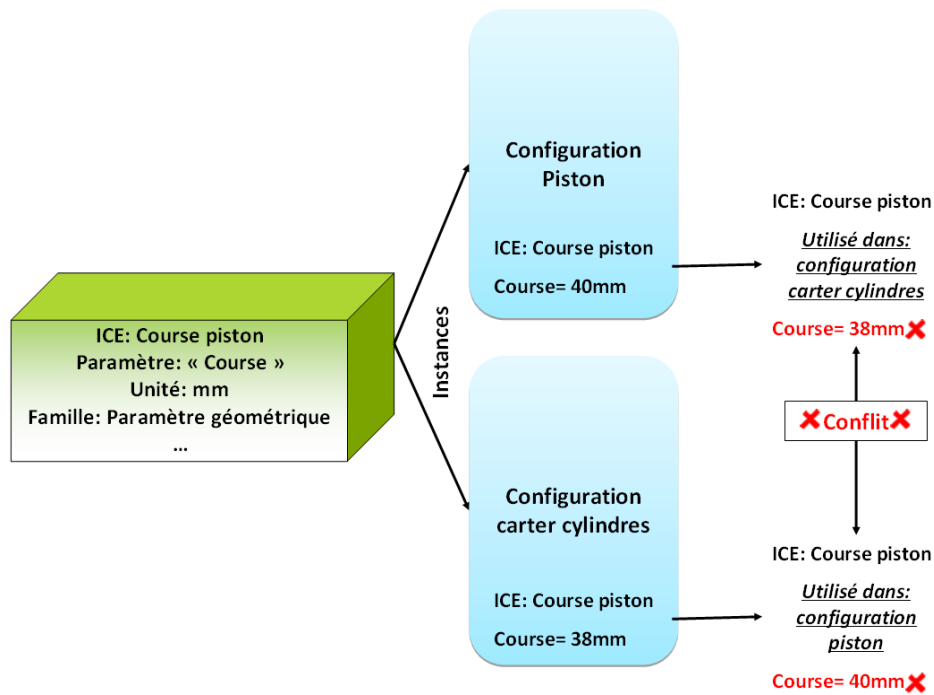 ICE: Course piston
Paramètre: « Course »
Unité: mm
Famille: Paramètre géométrique
...
Instances
Configuration
Piston
ICE: Course piston
Course= 40mm
Configuration
carter cylindres
ICE: Course piston
Course= 38mm
ICE: Course piston
Utilisé dans:
configuration
carter cylindres
Course= 38mm
Conflit
ICE: Course piston
Utilisé dans:
configuration
piston
Course= 40mm